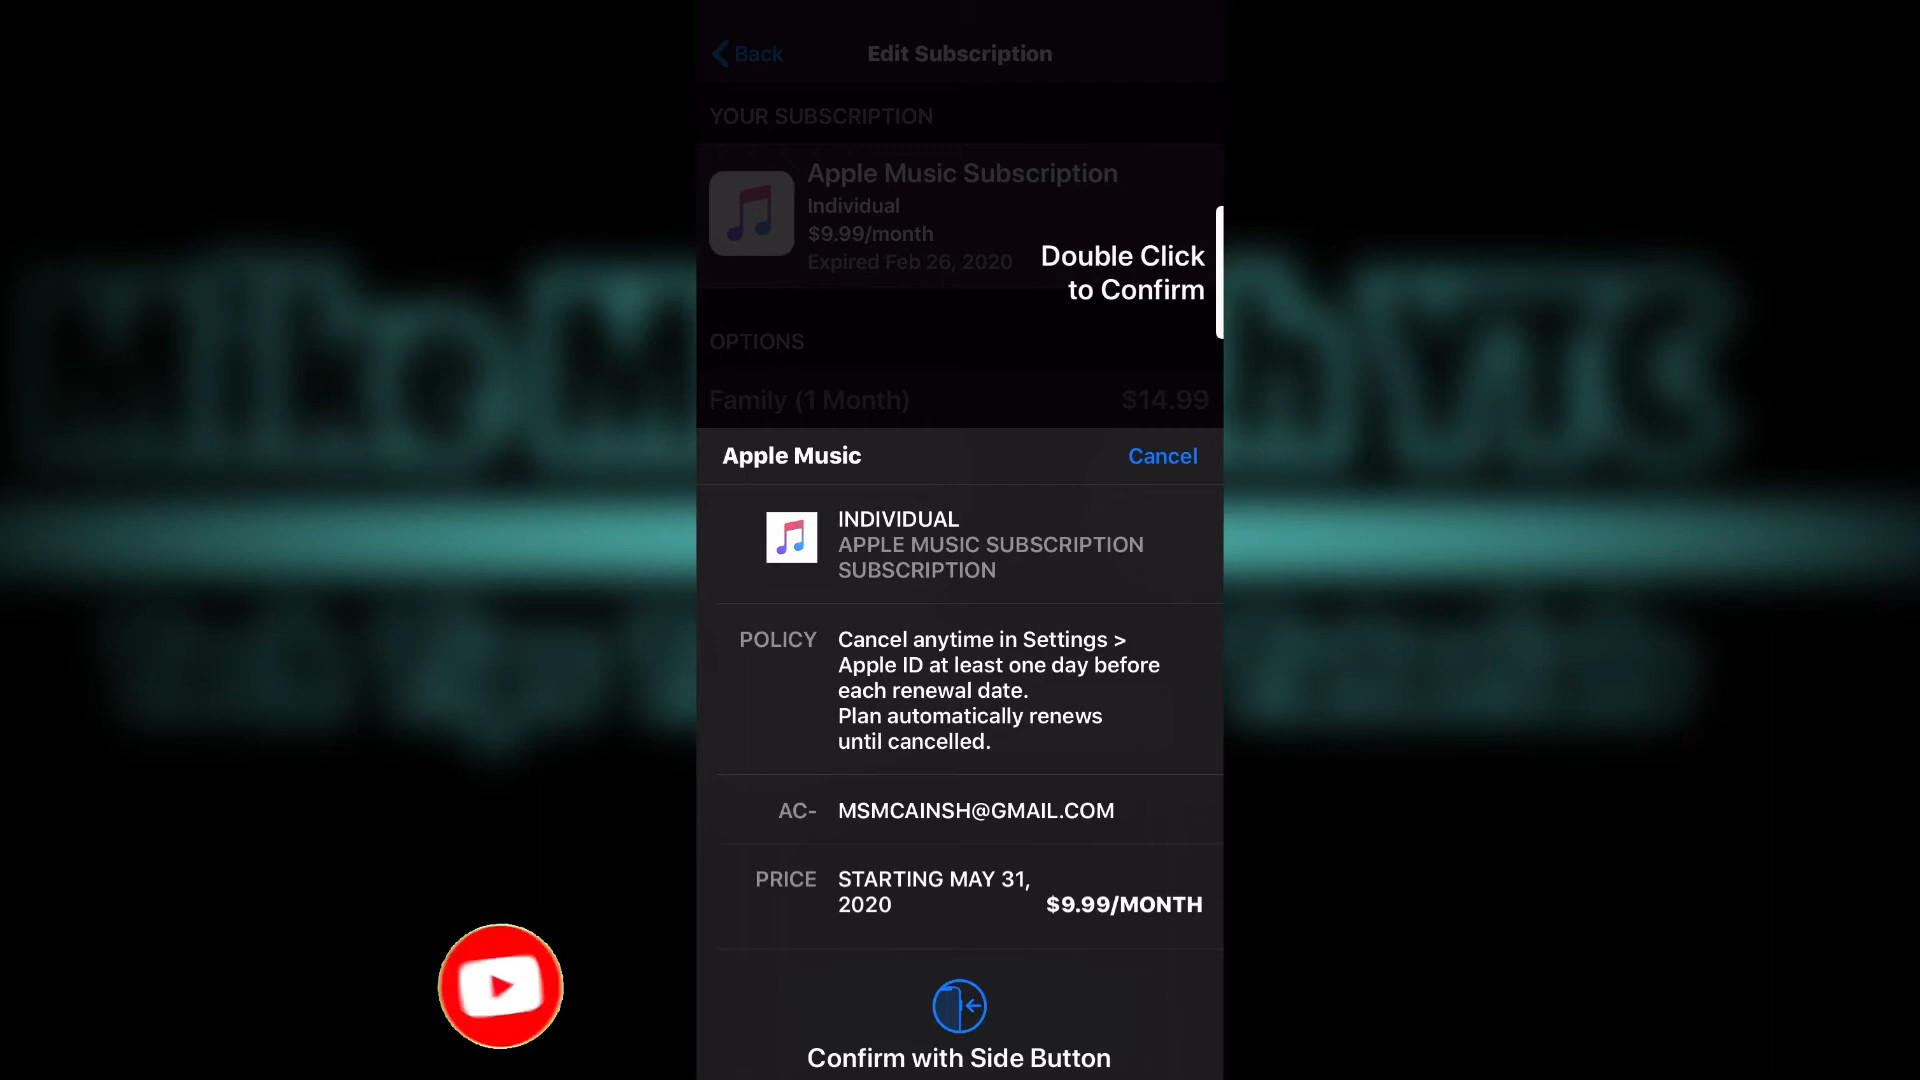 Back
Edit Subscription
YOUR SUBSCRIPTION
Apple Music Subscription
Individual
$9.99/month
Expired Feb 26, 2020
Double Click
to Confirm
OPTIONS
Family (1 Month) $14.99
Apple Music
Cancel
INDIVIDUAL
APPLE MUSIC SUBSCRIPTION
SUBSCRIPTION
POLICY
Cancel anytime in Settings >
Apple ID at least one day before
each renewal date.
Plan automatically renews
until cancelled.
AC-
MSMCAINSH@GMAIL.COM
PRICE
STARTING MAY 31,
2020
$9.99/MONTH
Confirm with Side Button